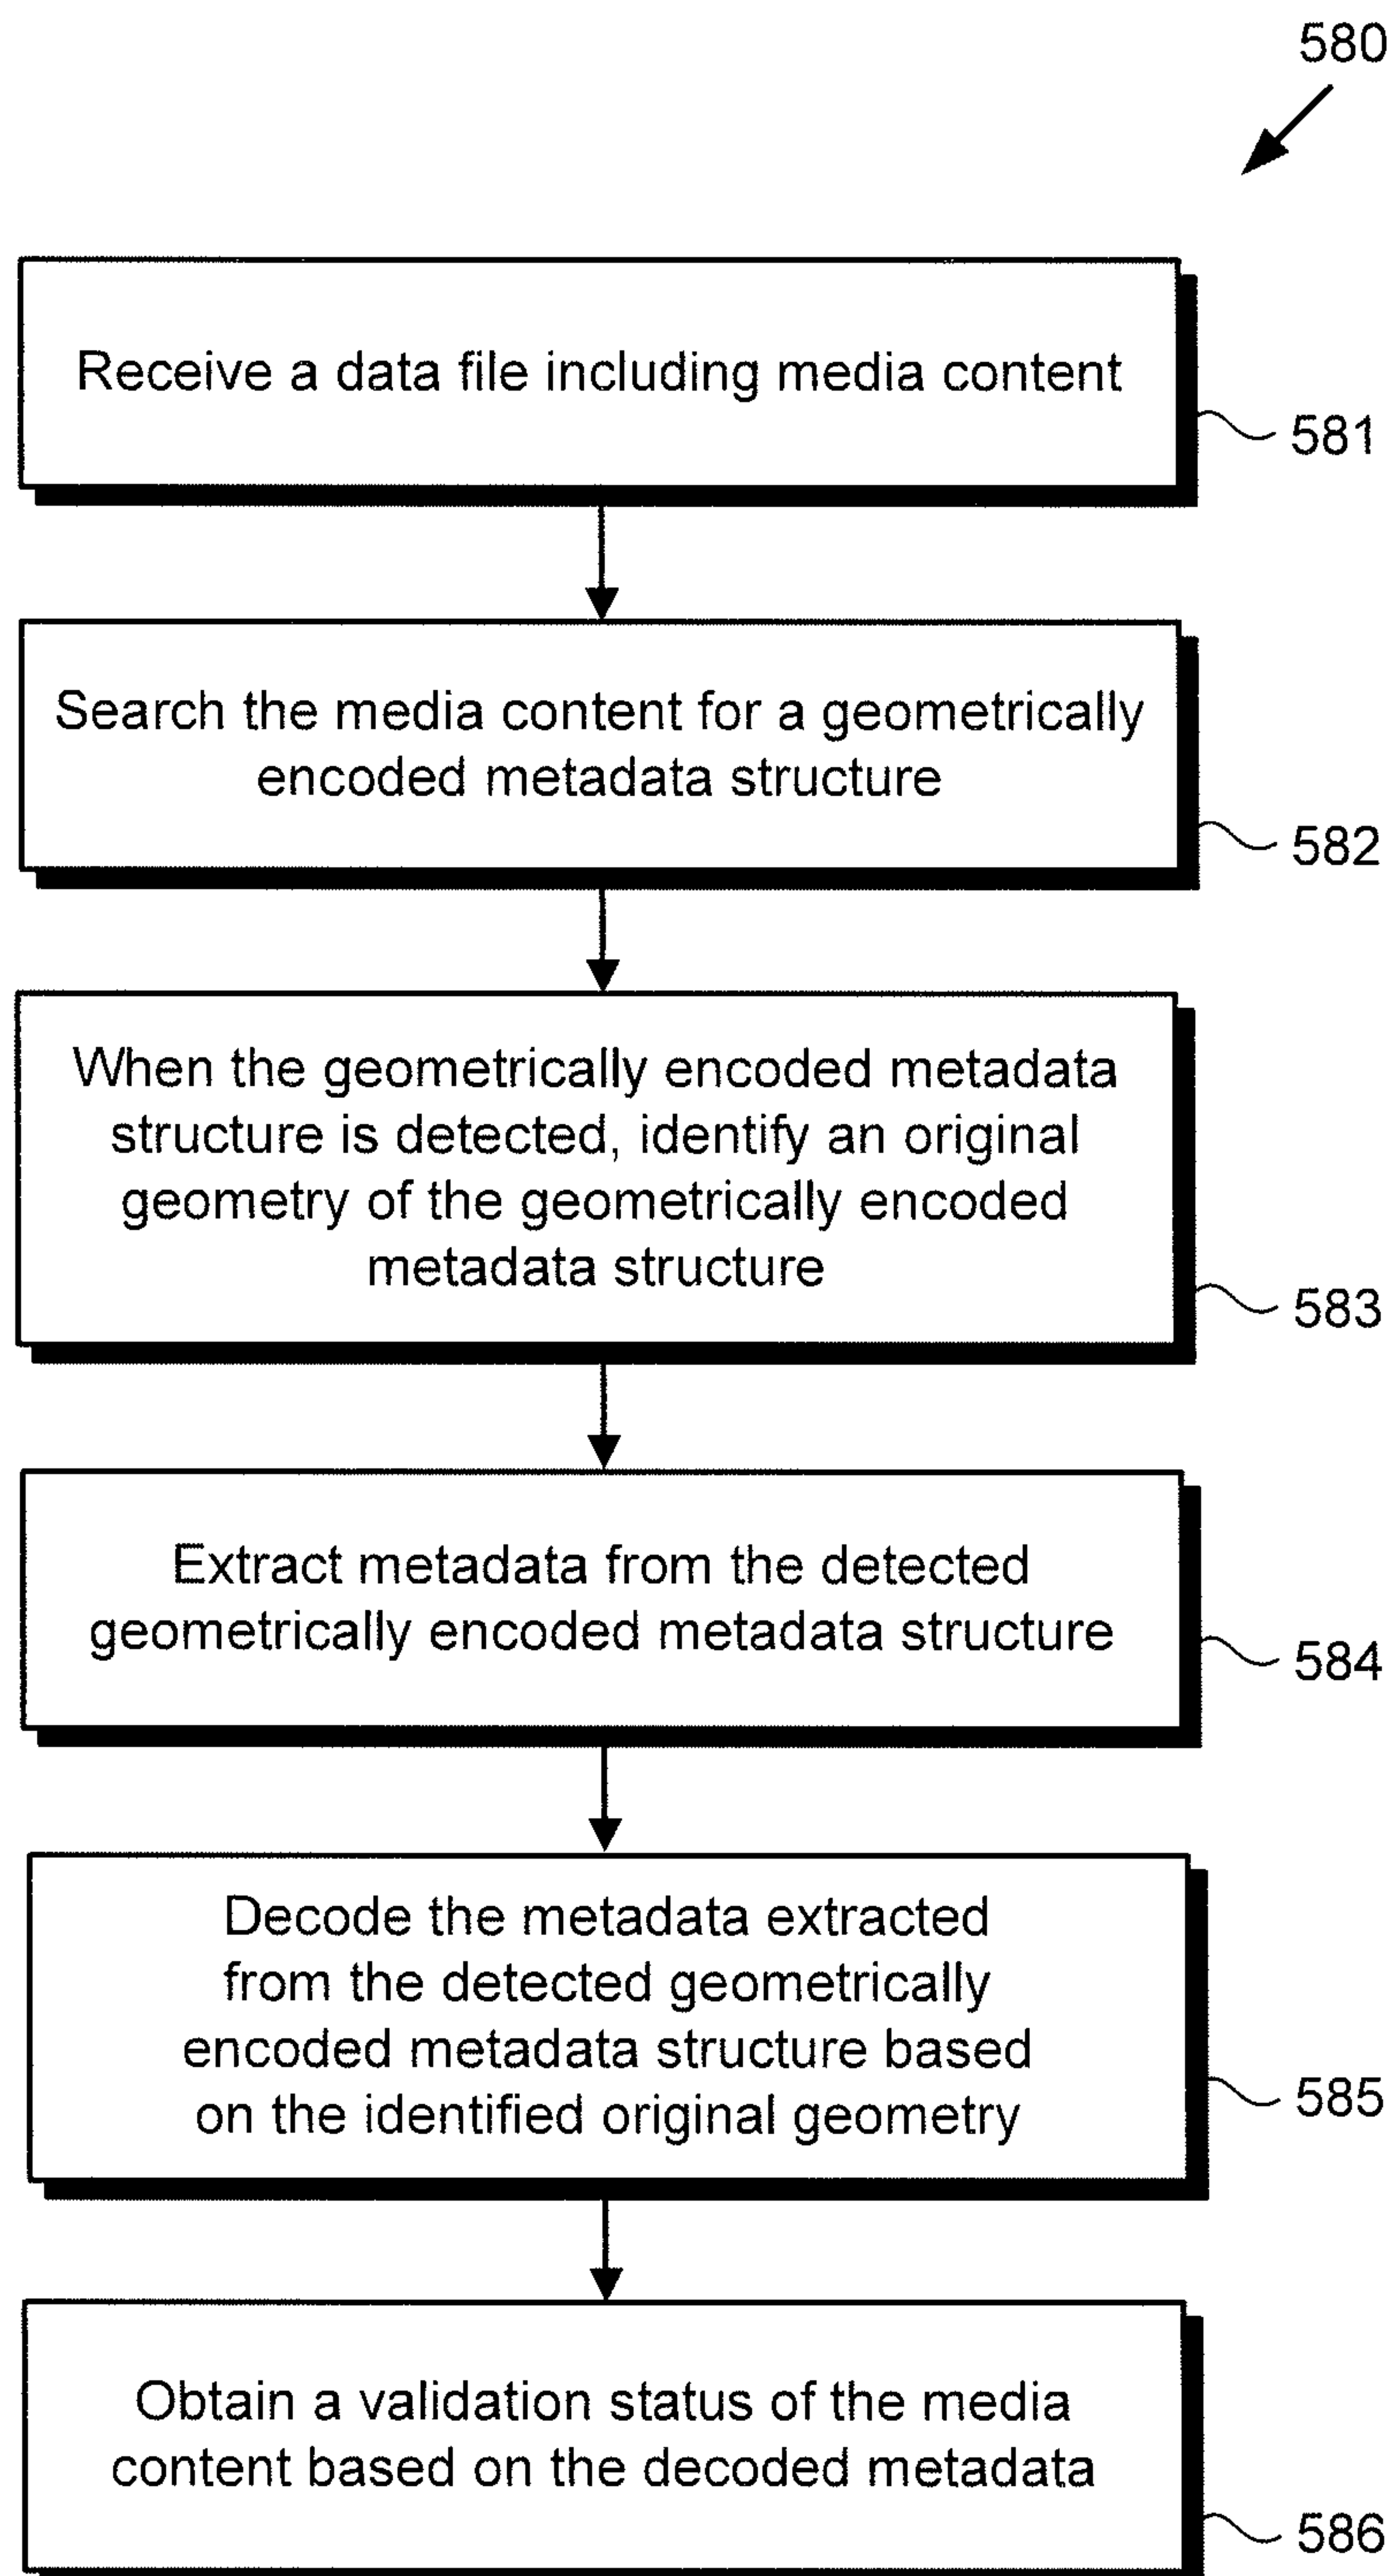 580
Receive a data file including media content
581
Search the media content for a geometrically
encoded metadata structure
582
When the geometrically encoded metadata
structure is detected, identify an original
geometry of the geometrically encoded
metadata structure
583
Extract metadata from the detected
geometrically encoded metadata structure
584
Decode the metadata extracted
from the detected geometrically
encoded metadata structure based
on the identified original geometry
585
Obtain a validation status of the media
content based on the decoded metadata
586